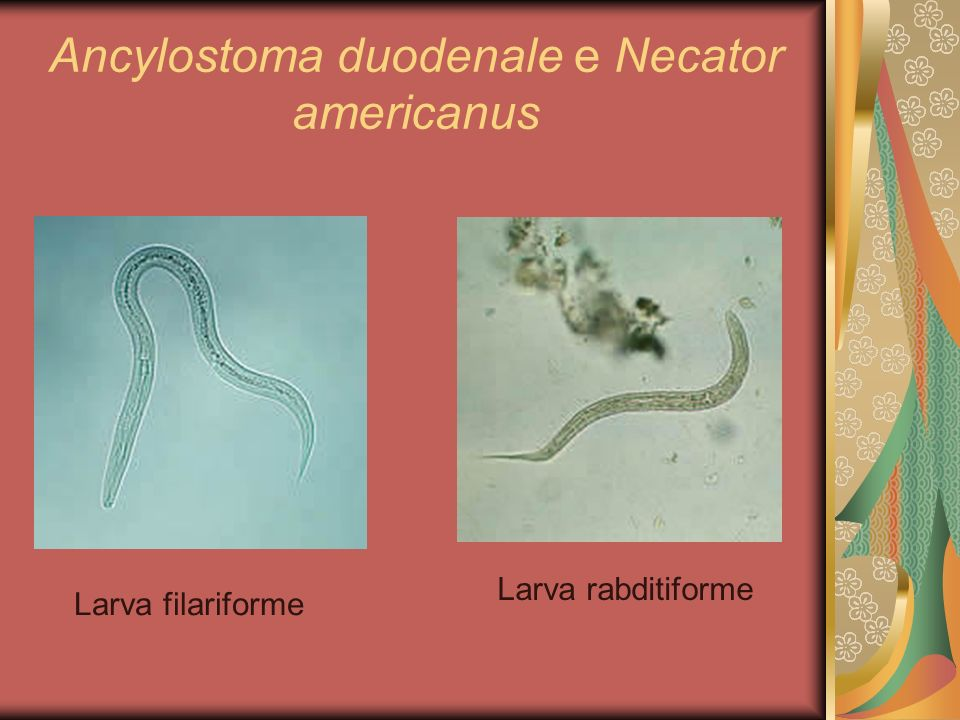 Ancylostoma duodenale e Necator
americanus
Larva filariforme
Larva rabditiforme